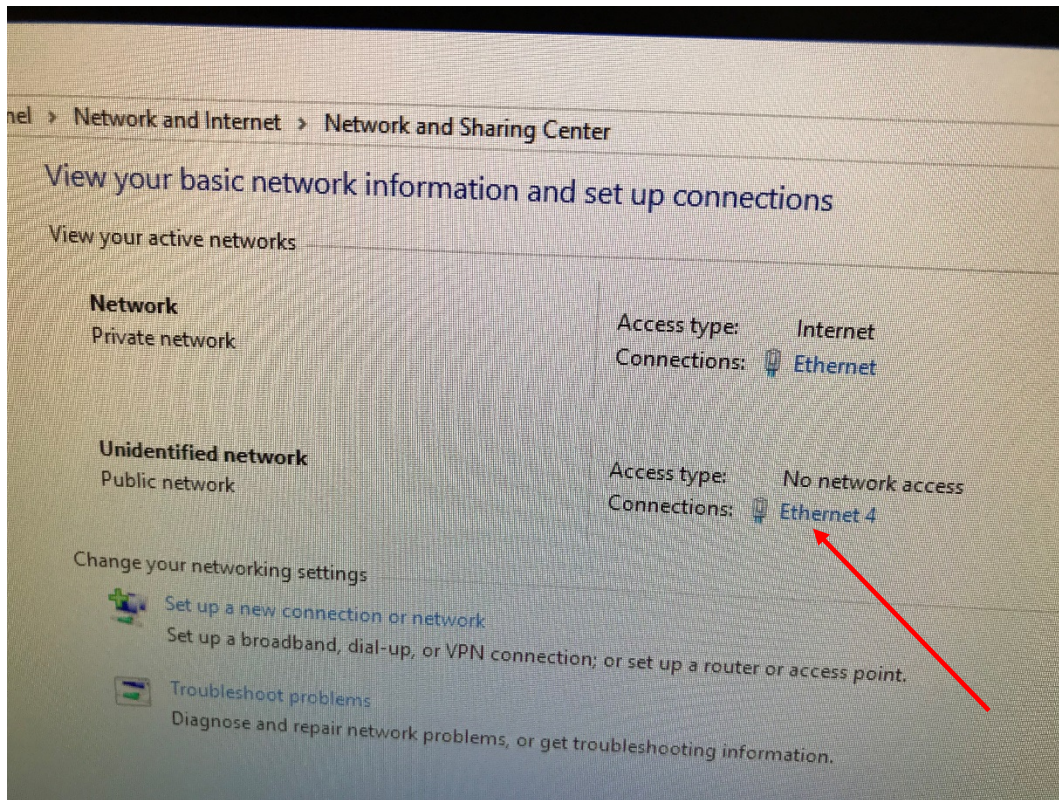 nel > Network and Internet > Network and Sharing Center
View your basic network information and set up connections
View your active networks
Network
Private network
Access type: Internet
Connections: Ethernet
Unidentified network
Public network
Access type: No network access
Connections: Ethernet 4
Change your networking settings
Set up a new connection or network
Set up a broadband, dial-up, or VPN connection; or set up a router or access point.
Troubleshoot problems
Diagnose and repair network problems, or get troubleshooting information.